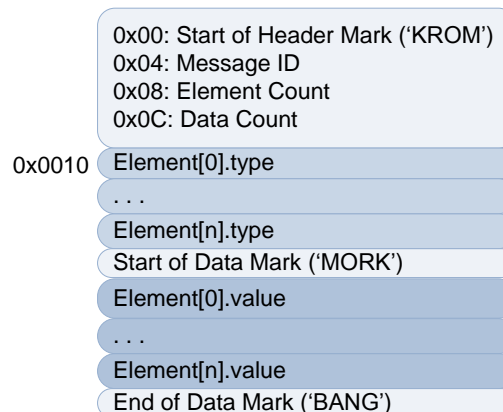 0x00: Start of Header Mark (‘KROM’)
0x04: Message ID
0x08: Element Count
0x0C: Data Count
0x0010 Element[0].type
. . .
Element[n].type
Start of Data Mark (‘MORK’)
Element[0].value
. . .
Element[n].value
End of Data Mark (‘BANG’)